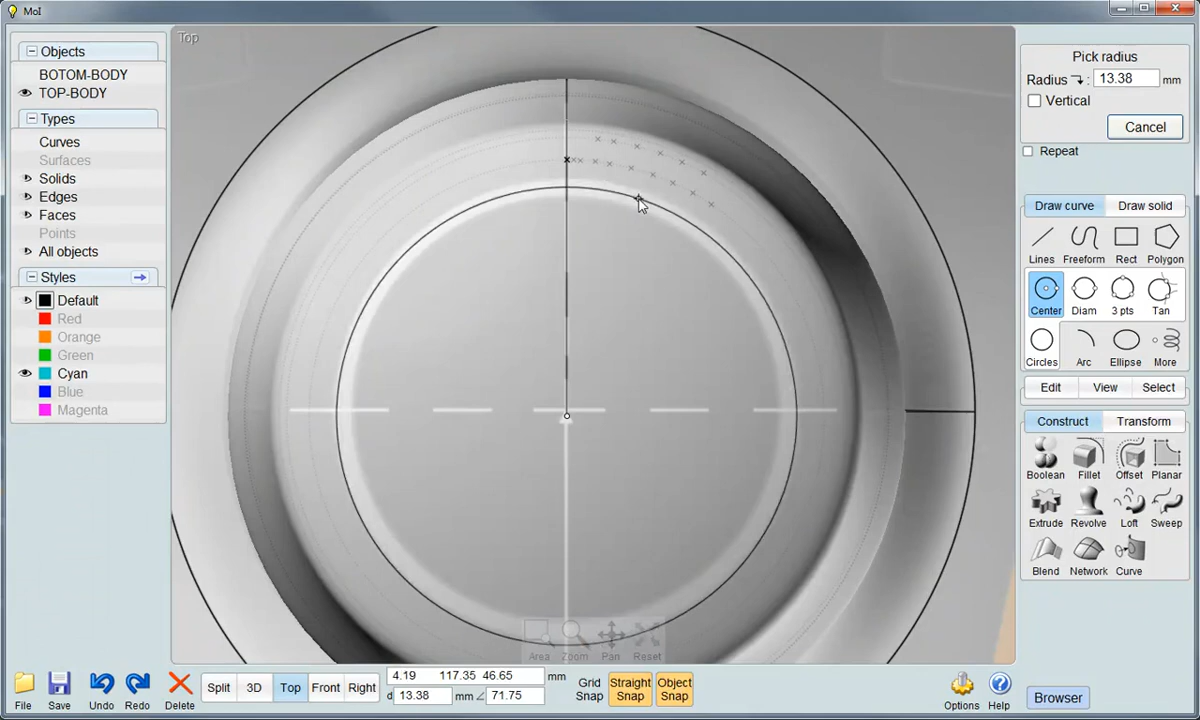 MoI
Objects
BOTOM-BODY
TOP-BODY
Types
Curves
Surfaces
Solids
Edges
Faces
Points
All objects
Styles
Default
Red
Orange
Green
Cyan
Blue
Magenta
Top
Area Zoom Pan Reset
Pick radius
Radius 13.38 mm
Vertical
Cancel
Repeat
Draw curve Draw solid
Lines Freeform Rect Polygon
Center Diam 3 pts Tan
Circles Arc Ellipse More
Edit View Select
Construct Transform
Boolean Fillet Offset Planar
Extrude Revolve Loft Sweep
Blend Network Curve
File Save Undo Redo Delete
Split 3D Top Front Right
4.19 117.35 46.65 mm
d 13.38 mm ∠ 71.75
Grid Snap
Straight Snap
Object Snap
Options Help
Browser